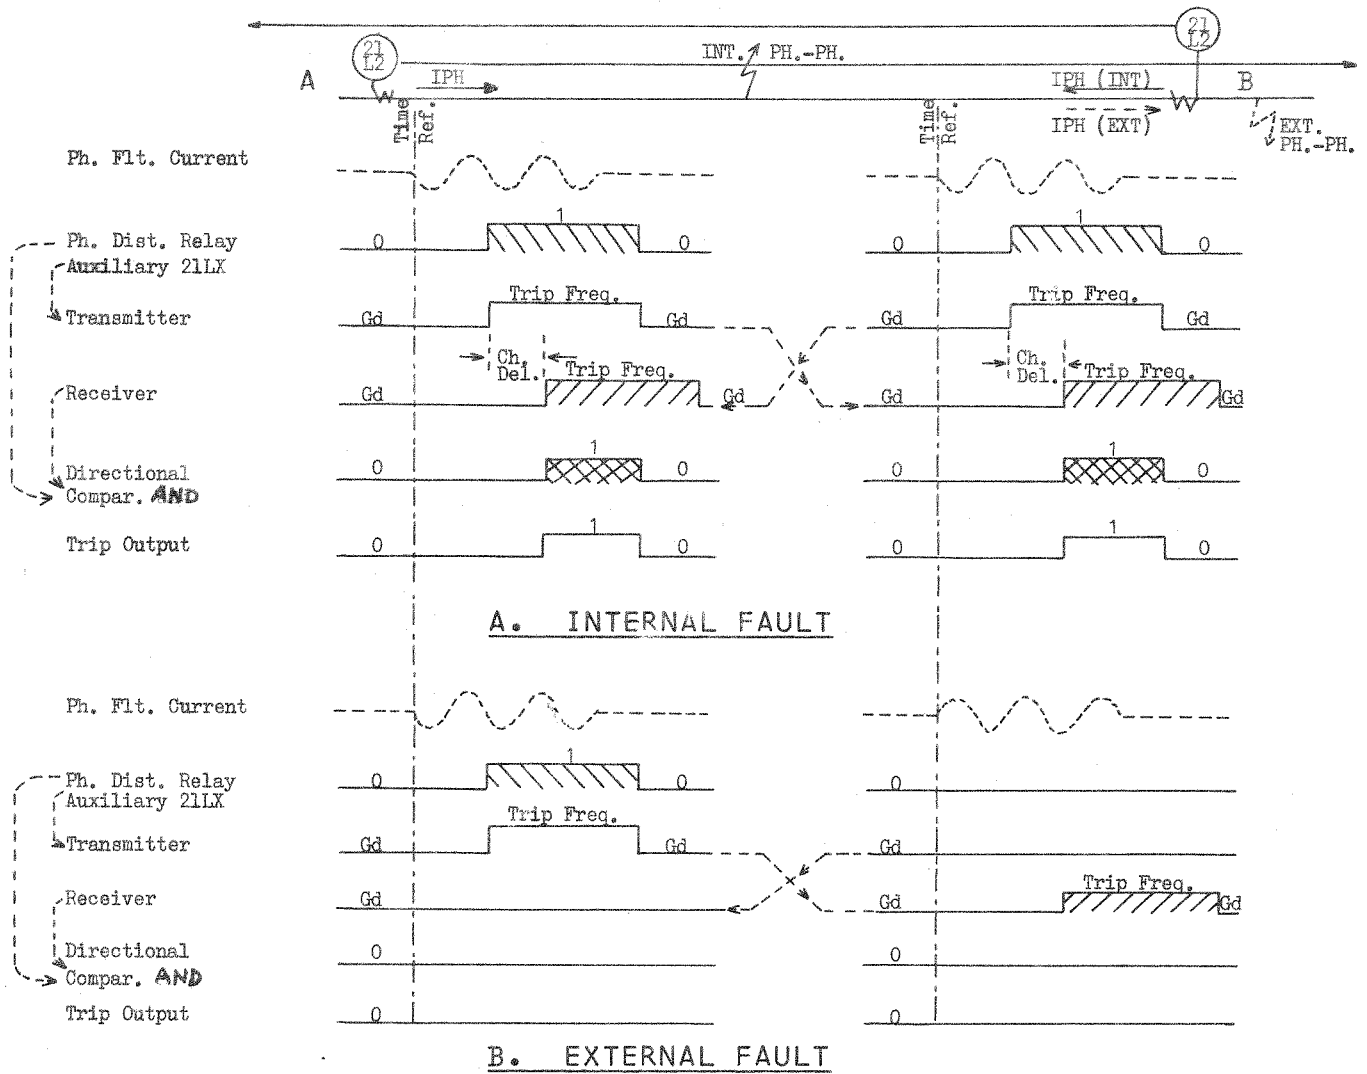 21
L2
21
L2
INT. PH.-PH.
A
IPH
IPH (INT)
B
Time
Ref.
Time
Ref.
IPH (EXT)
EXT.
PH.-PH.
Ph. Flt. Current
1
1
Ph. Dist. Relay
0
0
0
0
Auxiliary 21LX
Trip Freq.
Trip Freq.
Transmitter
Gd
Gd
Gd
Gd
Ch.
Del.
Trip Freq.
Ch.
Del.
Trip Freq.
Receiver
Gd
Gd
Gd
Gd
1
1
Directional
0
0
0
0
Compar. AND
1
1
Trip Output
0
0
0
0
A. INTERNAL FAULT
Ph. Flt. Current
1
Ph. Dist. Relay
0
0
0
Auxiliary 21LX
Trip Freq.
Transmitter
Gd
Gd
Gd
Trip Freq.
Receiver
Gd
Gd
Gd
Directional
0
0
Compar. AND
Trip Output
0
0
B. EXTERNAL FAULT